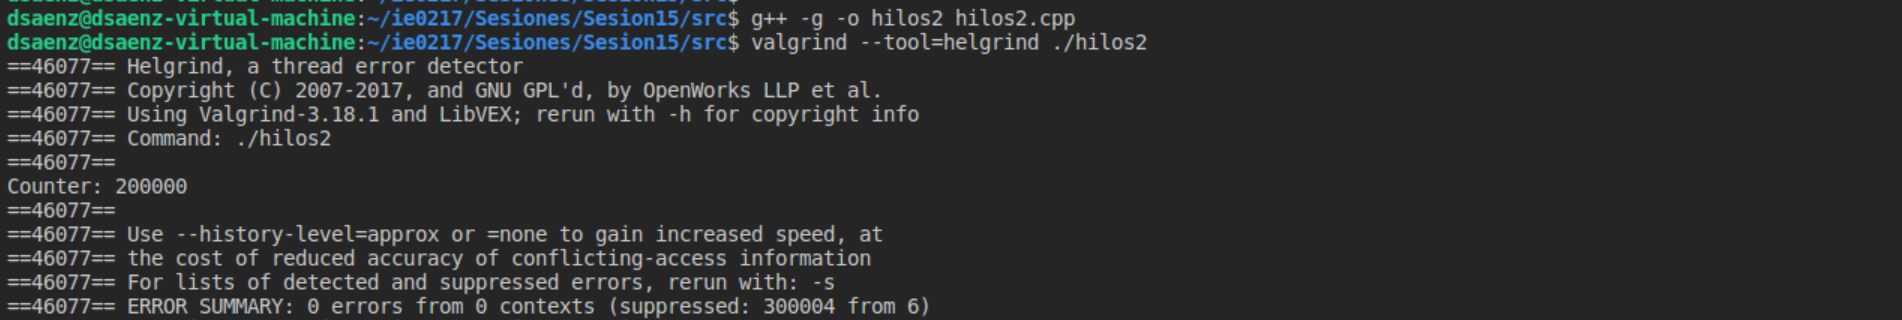 dsaenz@dsaenz-virtual-machine:~/ie0217/Sesiones/Sesion15/src$ g++ -g -o hilos2 hilos2.cpp
dsaenz@dsaenz-virtual-machine:~/ie0217/Sesiones/Sesion15/src$ valgrind --tool=helgrind ./hilos2
==46077== Helgrind, a thread error detector
==46077== Copyright (C) 2007-2017, and GNU GPL'd, by OpenWorks LLP et al.
==46077== Using Valgrind-3.18.1 and LibVEX; rerun with -h for copyright info
==46077== Command: ./hilos2
==46077==
Counter: 200000
==46077==
==46077== Use --history-level=approx or =none to gain increased speed, at
==46077== the cost of reduced accuracy of conflicting-access information
==46077== For lists of detected and suppressed errors, rerun with: -s
==46077== ERROR SUMMARY: 0 errors from 0 contexts (suppressed: 300004 from 6)